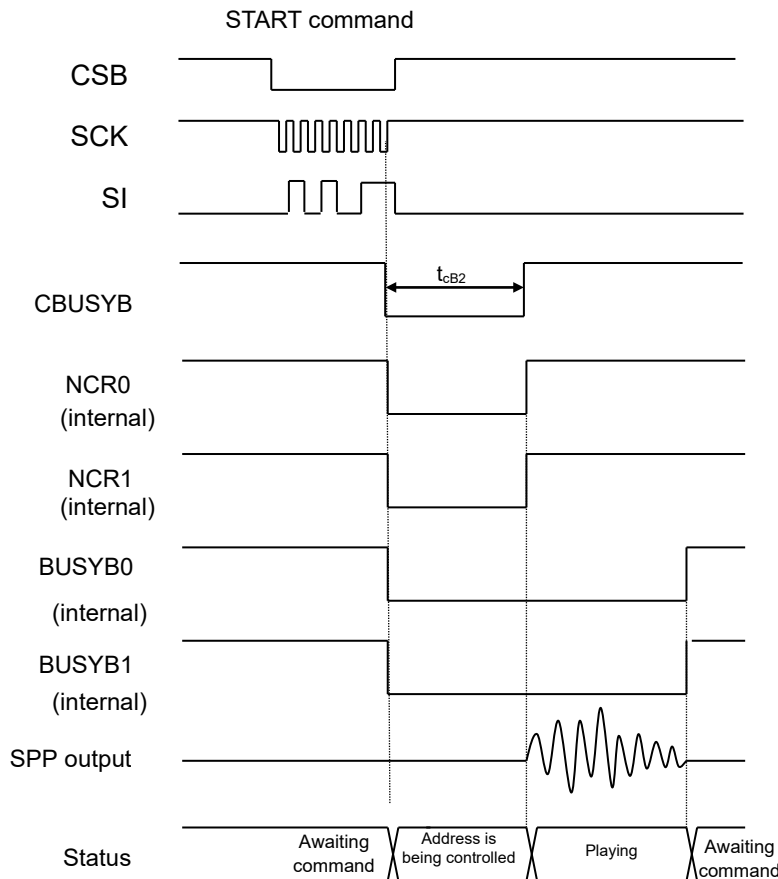 START command
CSB
SCK
SI
tcB2
CBUSYB
NCR0
(internal)
NCR1
(internal)
BUSYB0
(internal)
BUSYB1
(internal)
SPP output
Status
Awaiting
command
Address is
being controlled
Playing
Awaiting
command